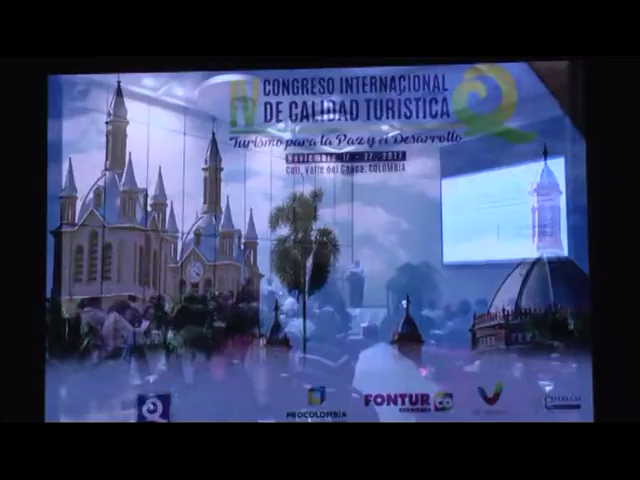 IV CONGRESO INTERNACIONAL
DE CALIDAD TURÍSTICA
Turismo para la Paz y el Desarrollo
Cali, Valle del Cauca, COLOMBIA
PROCOLOMBIA
FONTUR
CO